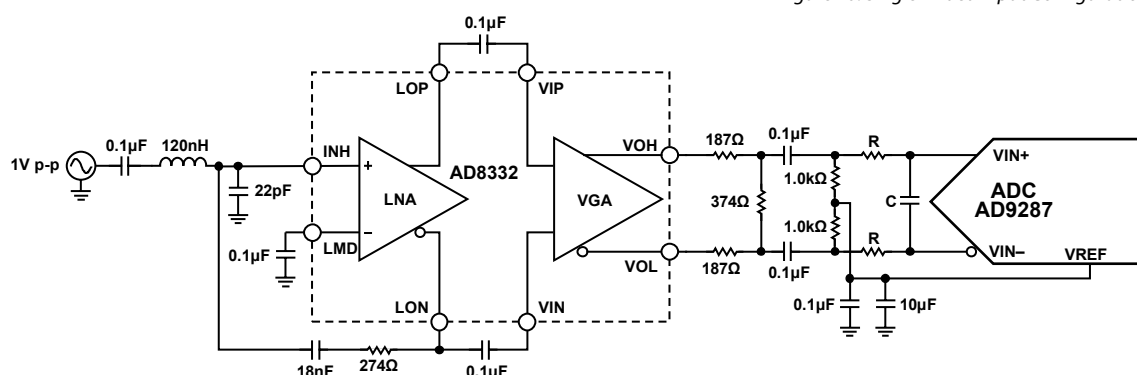 0.1μF
LOP
VIP
1V p-p
0.1μF
120nH
INH
22pF
LNA
AD8332
LMD
0.1μF
VGA
VOH
VOL
187Ω
0.1μF
374Ω
187Ω
0.1μF
1.0kΩ
1.0kΩ
R
R
C
VIN+
ADC
AD9287
VIN–
VREF
0.1μF
10μF
LON
VIN
18nF
274Ω
0.1μF